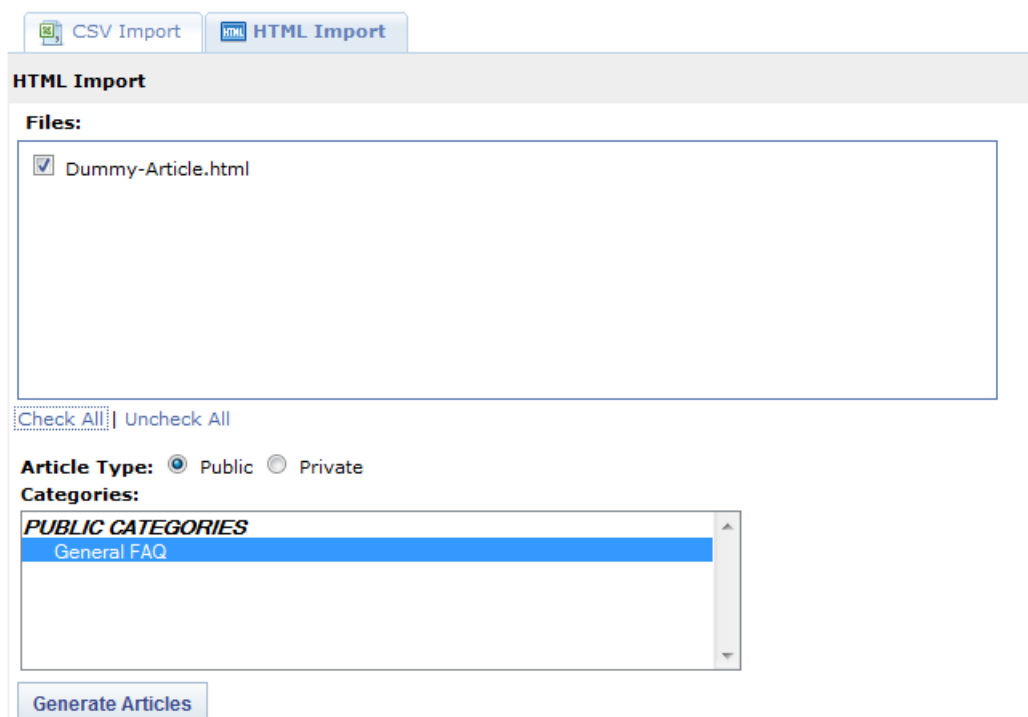 CSV Import HTML HTML Import
HTML Import
Files:
Dummy-Article.html
Check All | Uncheck All
Article Type: Public Private
Categories:
PUBLIC CATEGORIES
General FAQ
Generate Articles